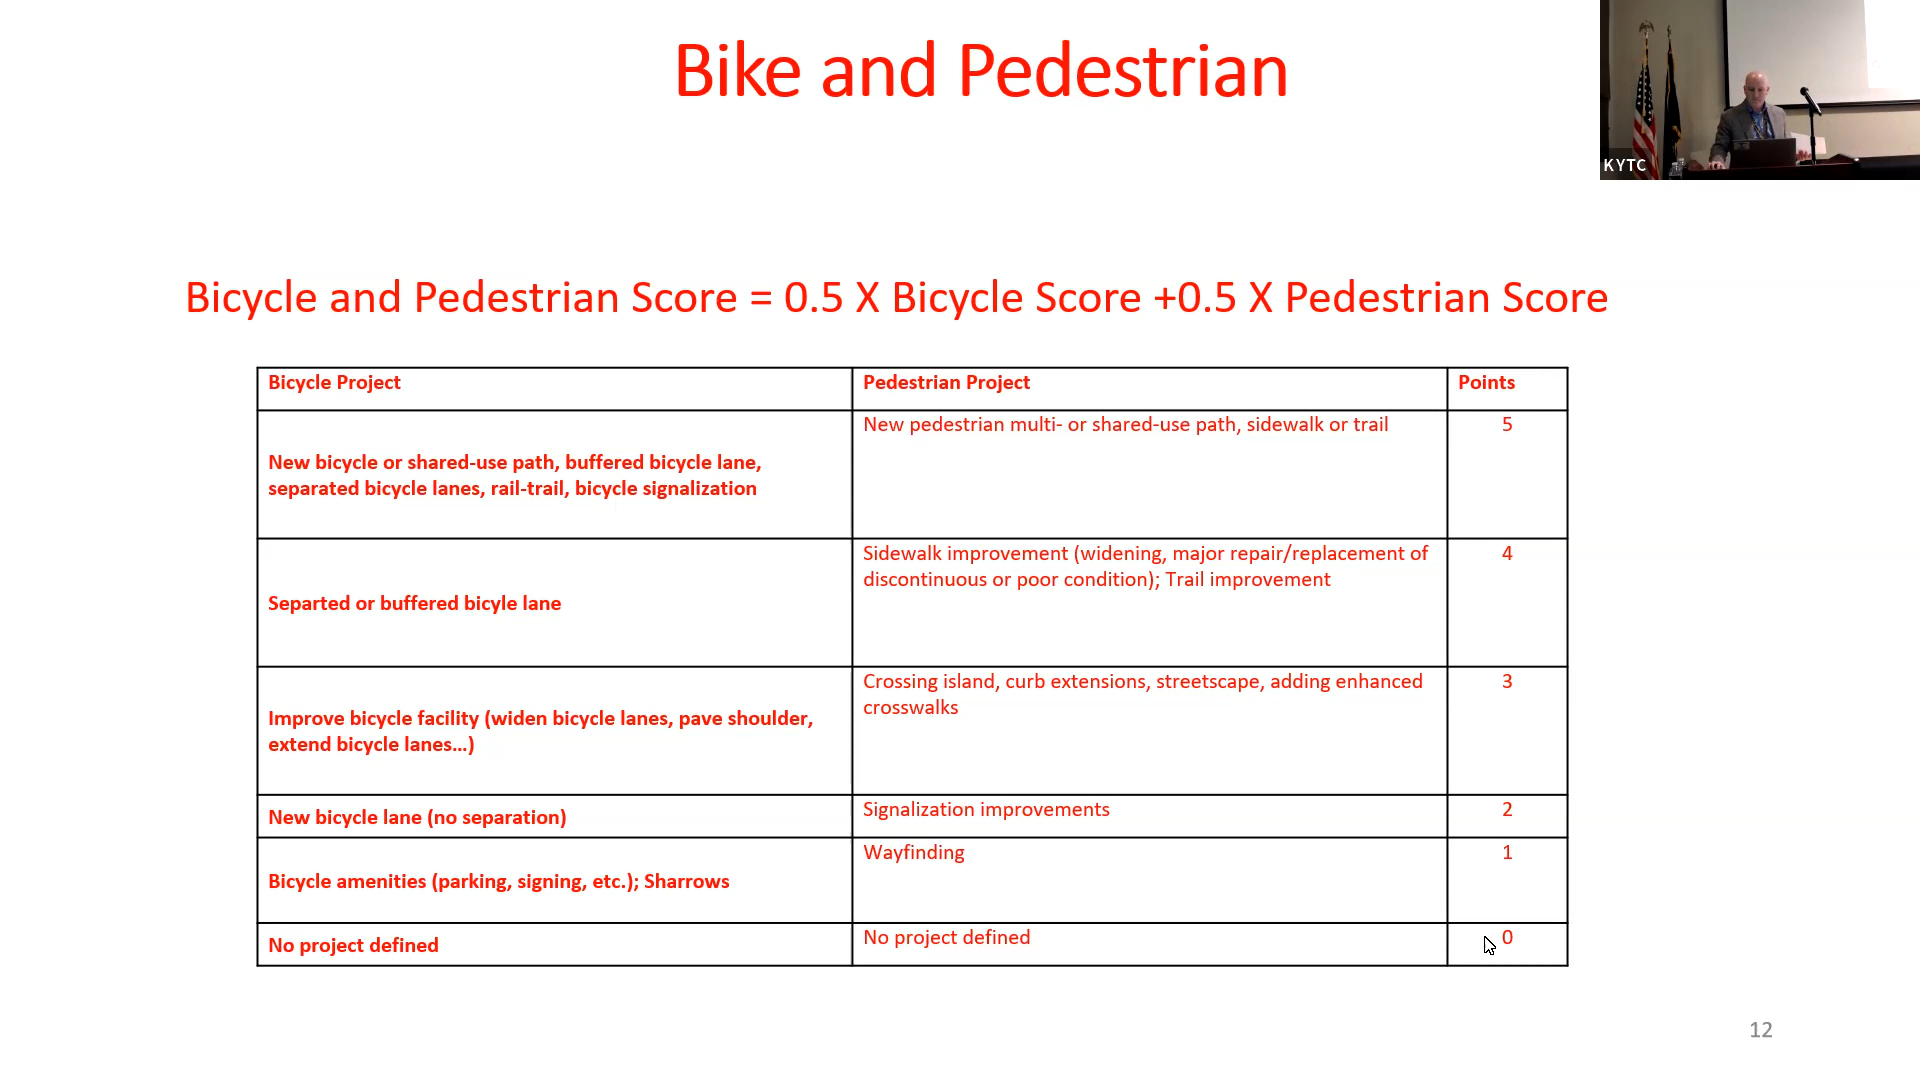 Bike and Pedestrian
KYTC
Bicycle and Pedestrian Score = 0.5 X Bicycle Score +0.5 X Pedestrian Score
Bicycle Project
Pedestrian Project
Points
New bicycle or shared-use path, buffered bicycle lane,
separated bicycle lanes, rail-trail, bicycle signalization
New pedestrian multi- or shared-use path, sidewalk or trail
5
Separted or buffered bicyle lane
Sidewalk improvement (widening, major repair/replacement of
discontinuous or poor condition); Trail improvement
4
Improve bicycle facility (widen bicycle lanes, pave shoulder,
extend bicycle lanes...)
Crossing island, curb extensions, streetscape, adding enhanced
crosswalks
3
New bicycle lane (no separation)
Signalization improvements
2
Bicycle amenities (parking, signing, etc.); Sharrows
Wayfinding
1
No project defined
No project defined
0
12